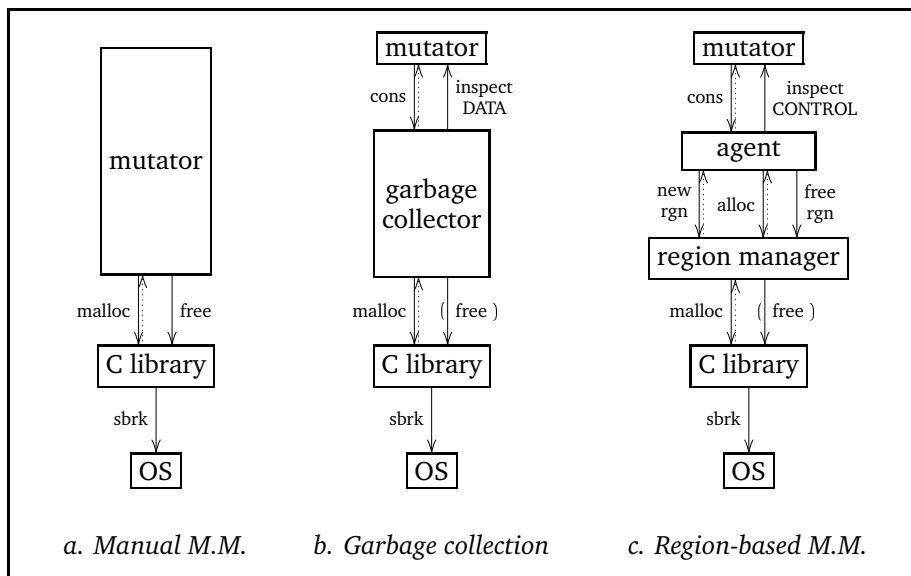 mutator
malloc
free
C library
sbrk
OS
a. Manual M.M.
mutator
cons
inspect
DATA
garbage
collector
malloc
( free )
C library
sbrk
OS
b. Garbage collection
mutator
cons
inspect
CONTROL
agent
new
rgn
alloc
free
rgn
region manager
malloc
( free )
C library
sbrk
OS
c. Region-based M.M.